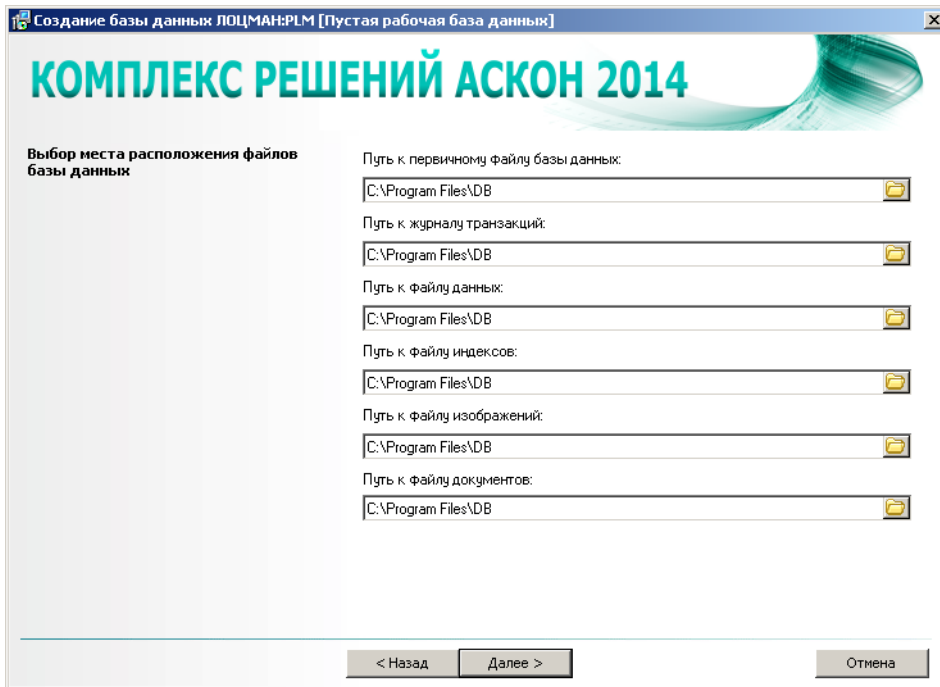 Создание базы данных ЛОЦМАН:PLM [Пустая рабочая база данных]
КОМПЛЕКС РЕШЕНИЙ АСКОН 2014
Выбор места расположения файлов
базы данных
Путь к первичному файлу базы данных:
C:\Program Files\DB
Путь к журналу транзакций:
C:\Program Files\DB
Путь к файлу данных:
C:\Program Files\DB
Путь к файлу индексов:
C:\Program Files\DB
Путь к файлу изображений:
C:\Program Files\DB
Путь к файлу документов:
C:\Program Files\DB
< Назад
Далее >
Отмена